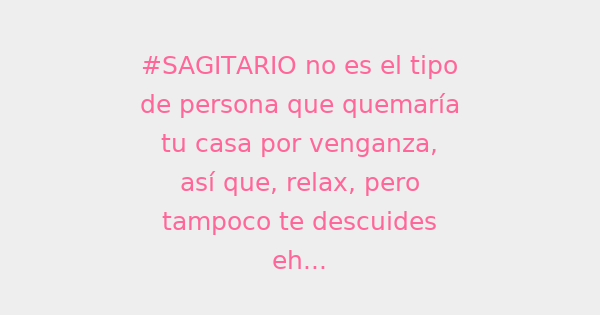 #SAGITARIO no es el tipo
de persona que quemaría
tu casa por venganza,
así que, relax, pero
tampoco te descuides
eh...